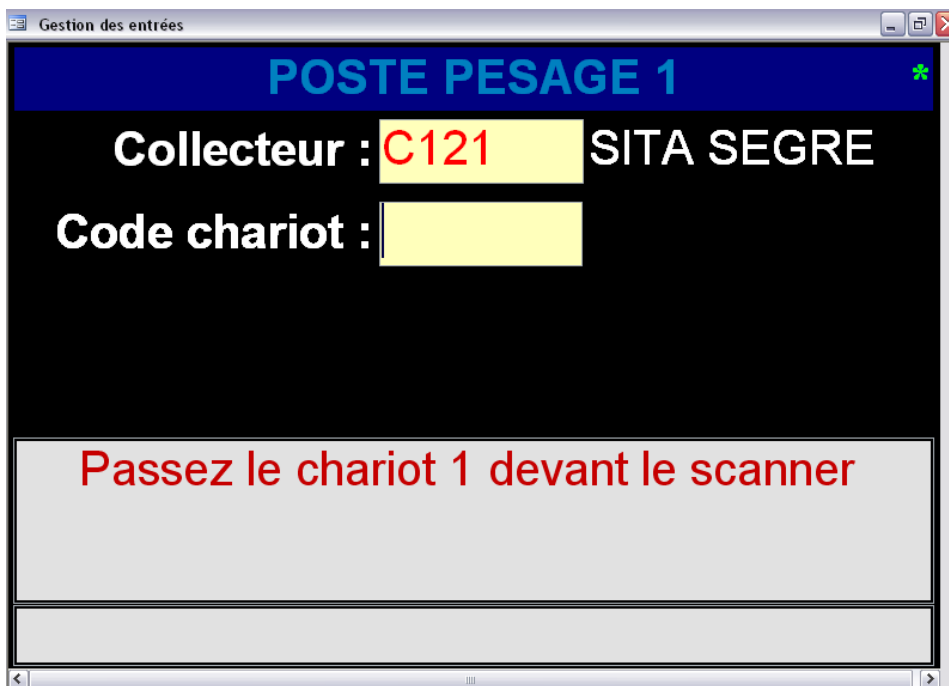 Gestion des entrées
POSTE PESAGE 1 *
Collecteur : C121 SITA SEGRE
Code chariot :
Passez le chariot 1 devant le scanner